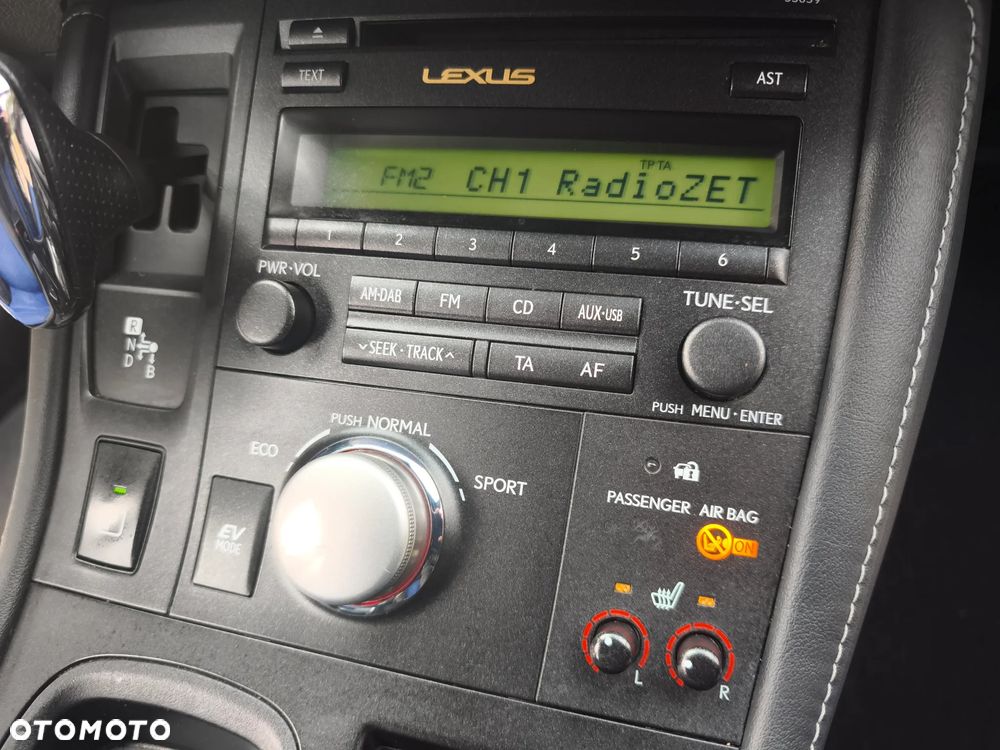 TEXT
LEXUS
AST
TP TA
FM2 CH1 RadioZET
1 2 3 4 5 6
PWR·VOL
AM·DAB FM CD AUX·USB
TUNE·SEL
SEEK·TRACK
TA AF
PUSH MENU·ENTER
R
N
D
B
PUSH NORMAL
ECO
SPORT
EV
MODE
PASSENGER AIR BAG
ON
L
R
OTOMOTO